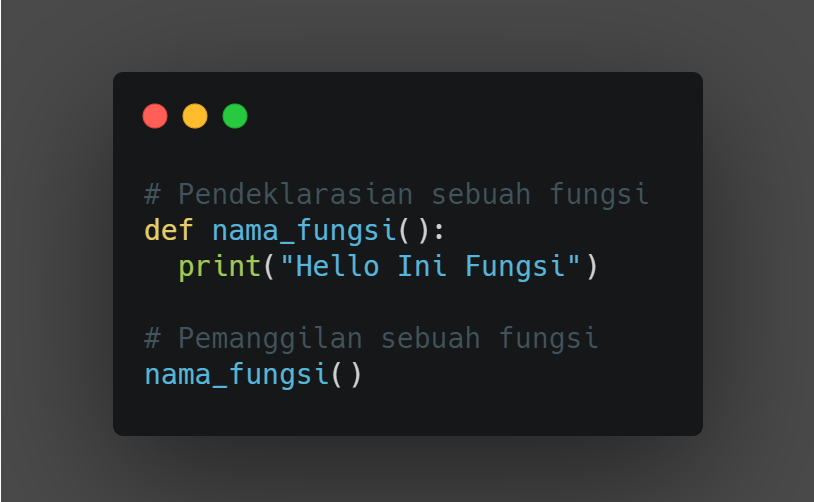 # Pendeklarasian sebuah fungsi
def nama_fungsi():
  print("Hello Ini Fungsi")

# Pemanggilan sebuah fungsi
nama_fungsi()